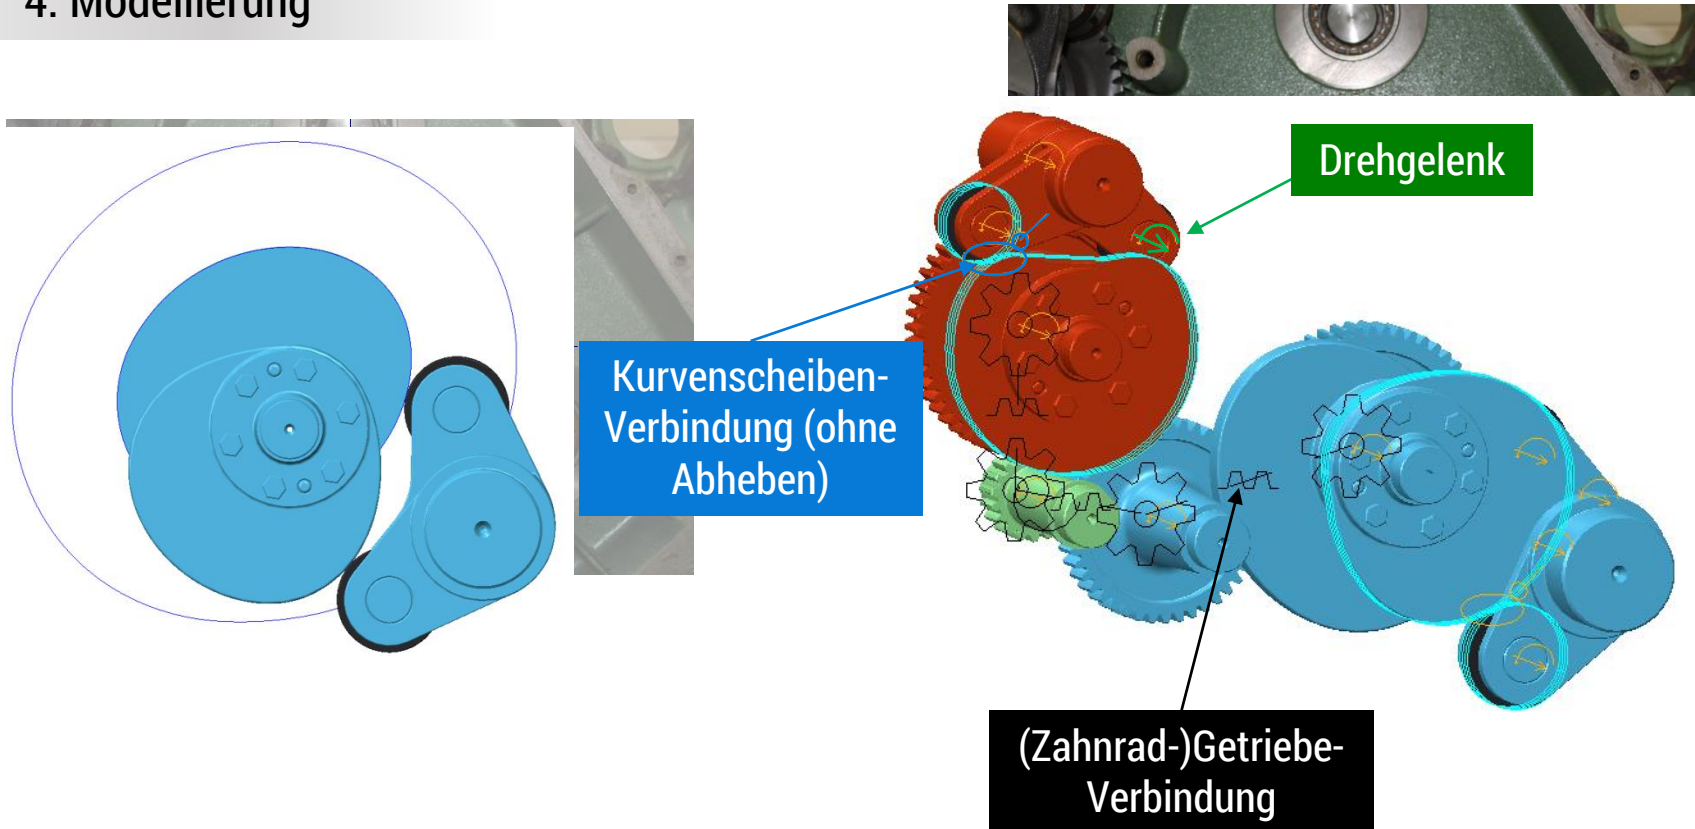 4. Modellierung
Drehgelenk
Kurvenscheiben-
Verbindung (ohne
Abheben)
(Zahnrad-)Getriebe-
Verbindung